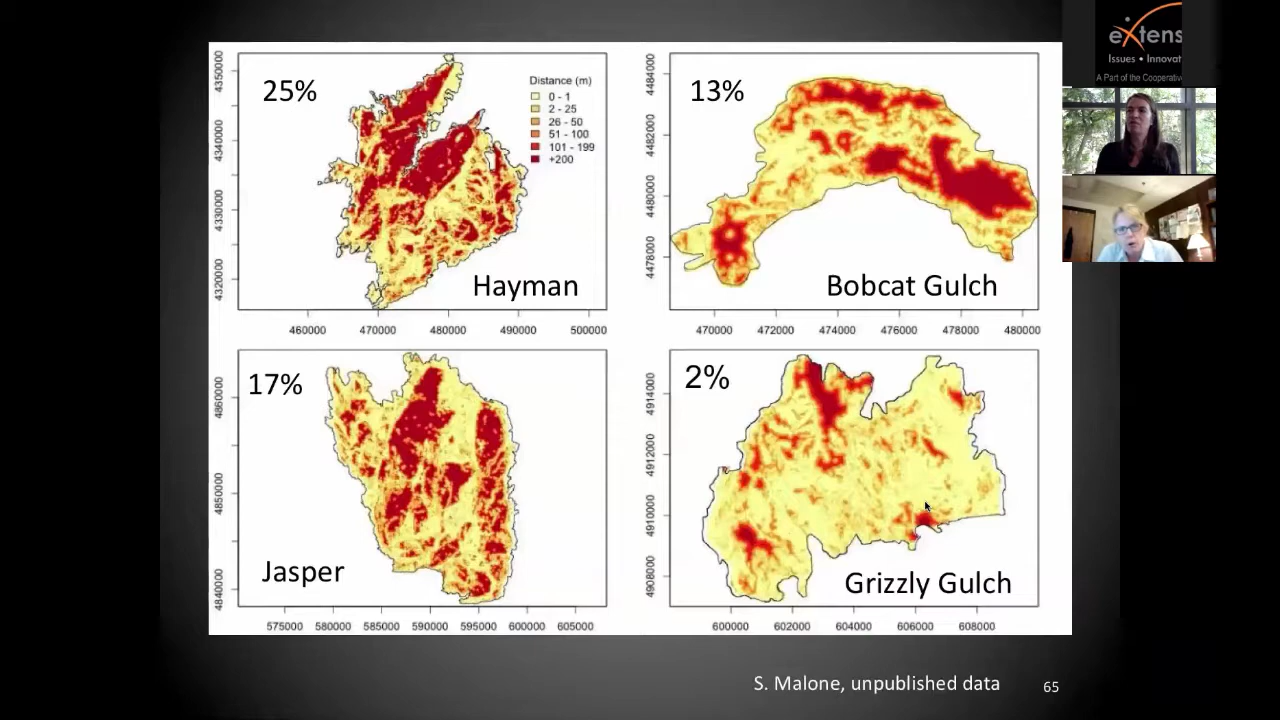 25%
Distance (m)
0 - 1
2 - 25
26 - 50
51 - 100
101 - 199
+200
Hayman
4350000
4340000
4330000
4320000
460000 470000 480000 490000 500000
13%
Bobcat Gulch
4484000
4482000
4480000
4478000
470000 472000 474000 476000 478000 480000
17%
Jasper
4860000
4850000
4840000
575000 580000 585000 590000 595000 600000 605000
2%
Grizzly Gulch
4914000
4912000
4910000
4908000
600000 602000 604000 606000 608000
S. Malone, unpublished data
65
eXtens
Issues • Innovat
A Part of the Cooperative